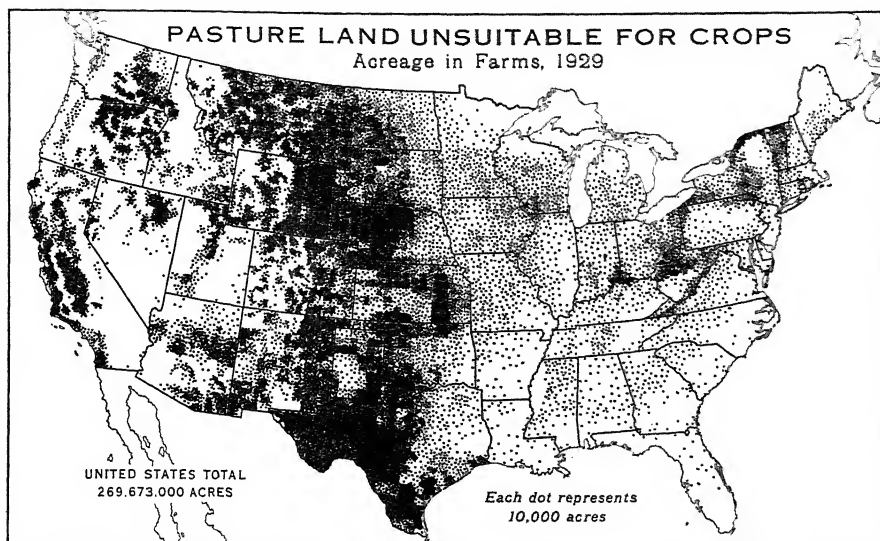 PASTURE LAND UNSUITABLE FOR CROPS
Acreage in Farms, 1929
UNITED STATES TOTAL
269,673,000 ACRES
Each dot represents
10,000 acres